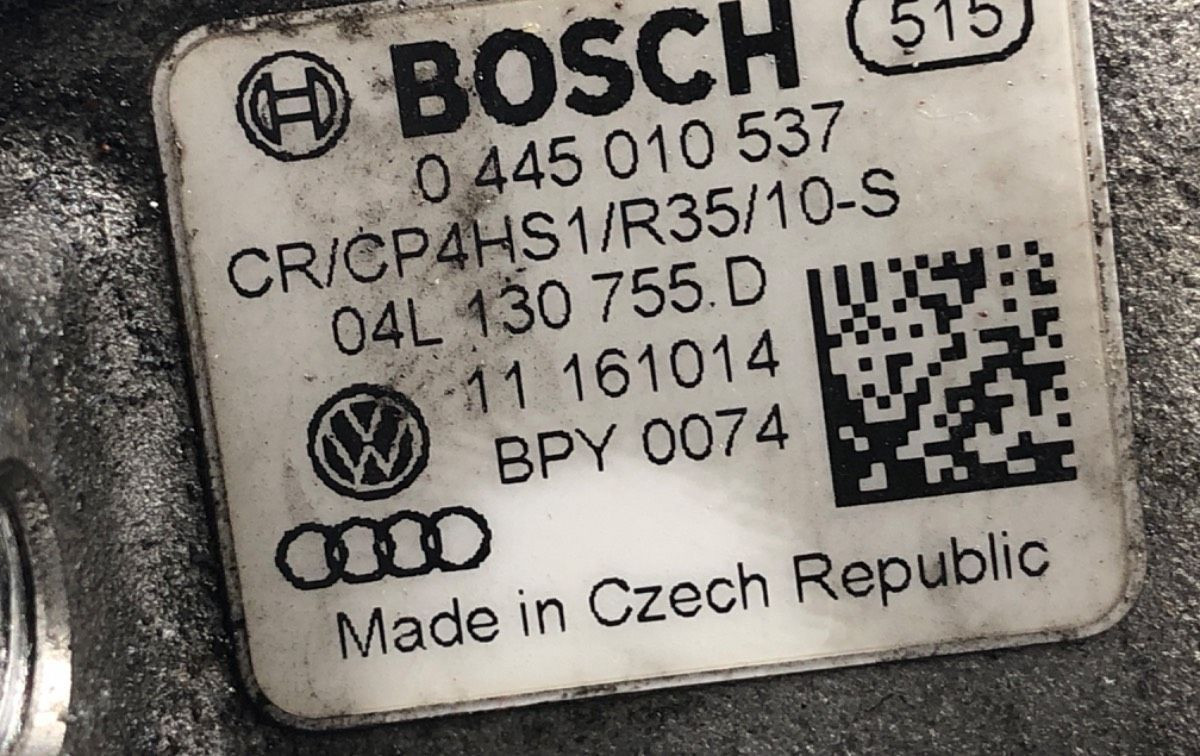 BOSCH 515
0 445 010 537
CR/CP4HS1/R35/10-S
04L 130 755 D
11 161014
BPY 0074
Made in Czech Republic